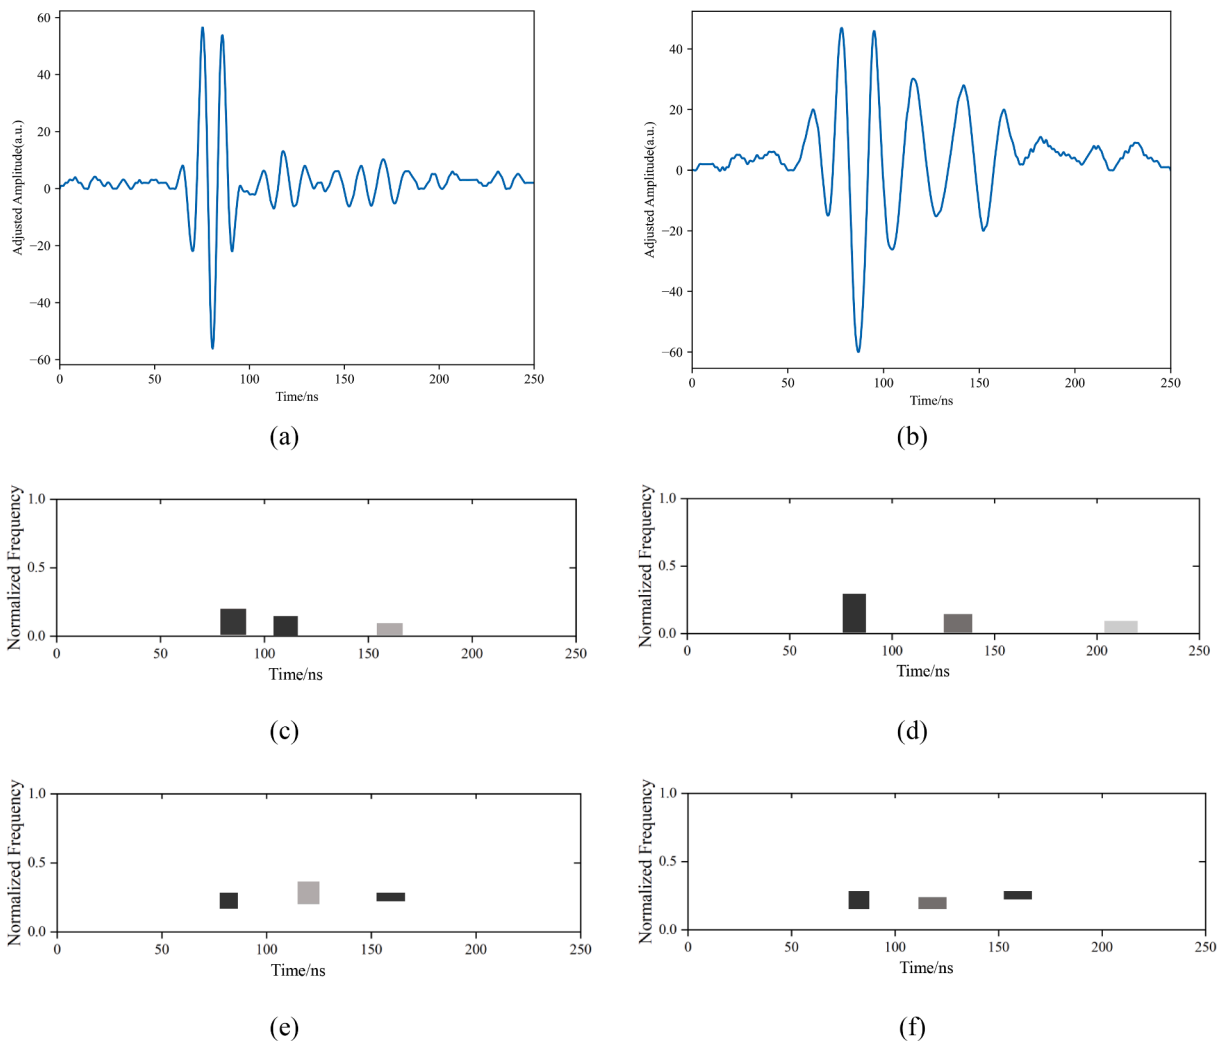 60
40
20
0
−20
−40
−60
0 50 100 150 200 250
Adjusted Amplitude(a.u.)
Time/ns
(a)
40
20
0
−20
−40
−60
0 50 100 150 200 250
Adjusted Amplitude(a.u.)
Time/ns
(b)
1.0
0.5
0.0
0 50 100 150 200 250
Normalized Frequency
Time/ns
(c)
1.0
0.5
0.0
0 50 100 150 200 250
Normalized Frequency
Time/ns
(d)
1.0
0.5
0.0
0 50 100 150 200 250
Normalized Frequency
Time/ns
(e)
1.0
0.5
0.0
0 50 100 150 200 250
Normalized Frequency
Time/ns
(f)